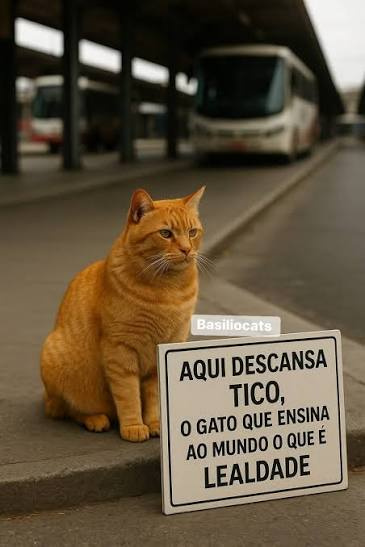 Basiliocats
AQUI DESCANSA
TICO,
O GATO QUE ENSINA
AO MUNDO O QUE É
LEALDADE